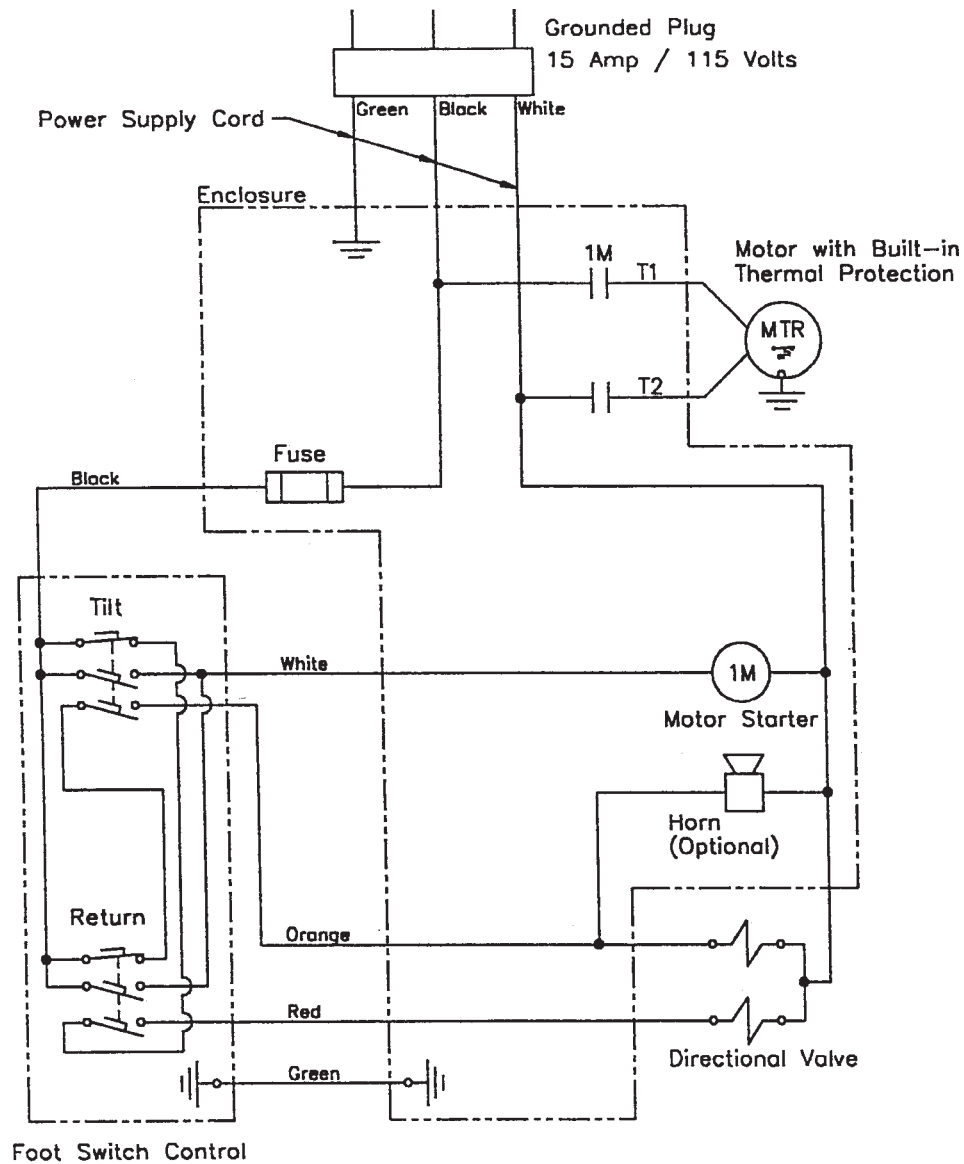 Grounded Plug
15 Amp / 115 Volts
Green
Black
White
Power Supply Cord
Enclosure
1M
T1
Motor with Built-in
Thermal Protection
MTR
T2
Fuse
Black
Tilt
White
1M
Motor Starter
Horn
(Optional)
Return
Orange
Red
Directional Valve
Green
Foot Switch Control